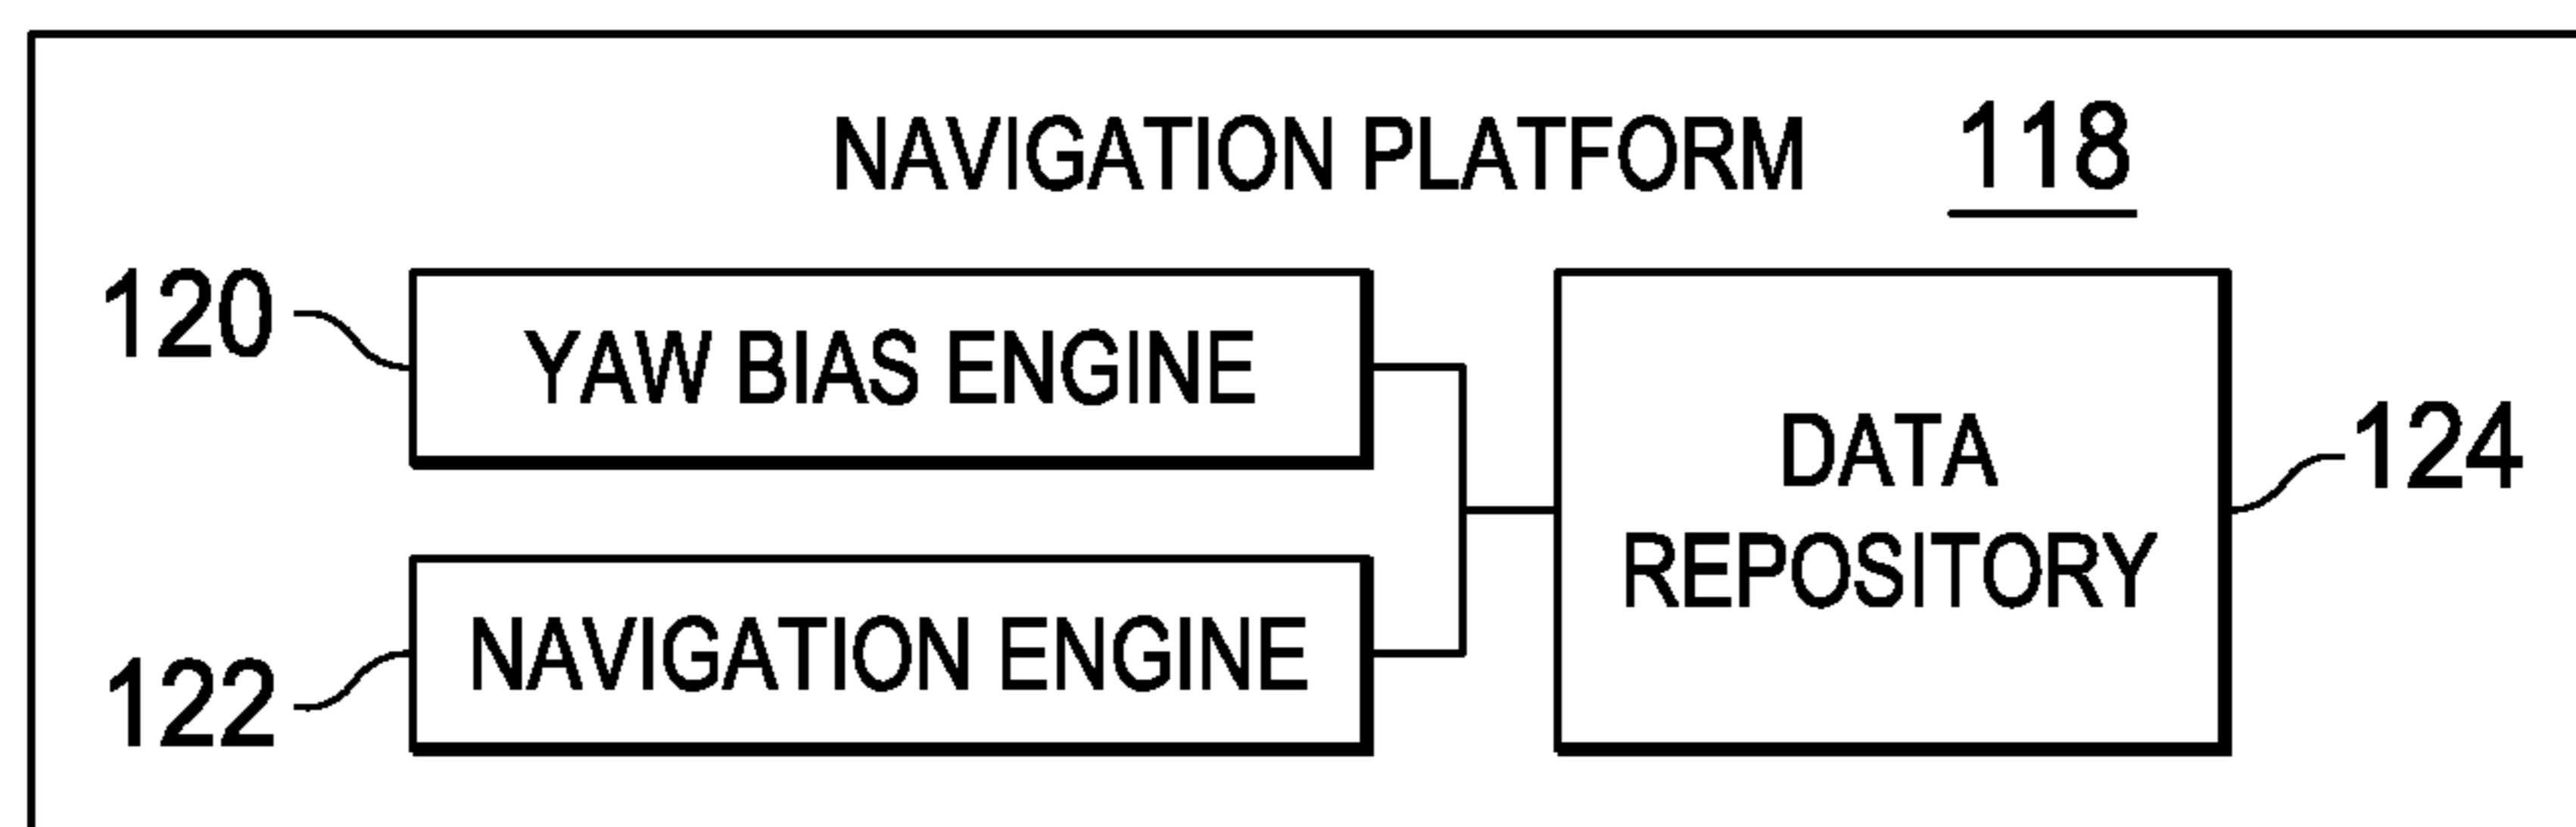 NAVIGATION PLATFORM 118
120 YAW BIAS ENGINE
122 NAVIGATION ENGINE
DATA
REPOSITORY
124